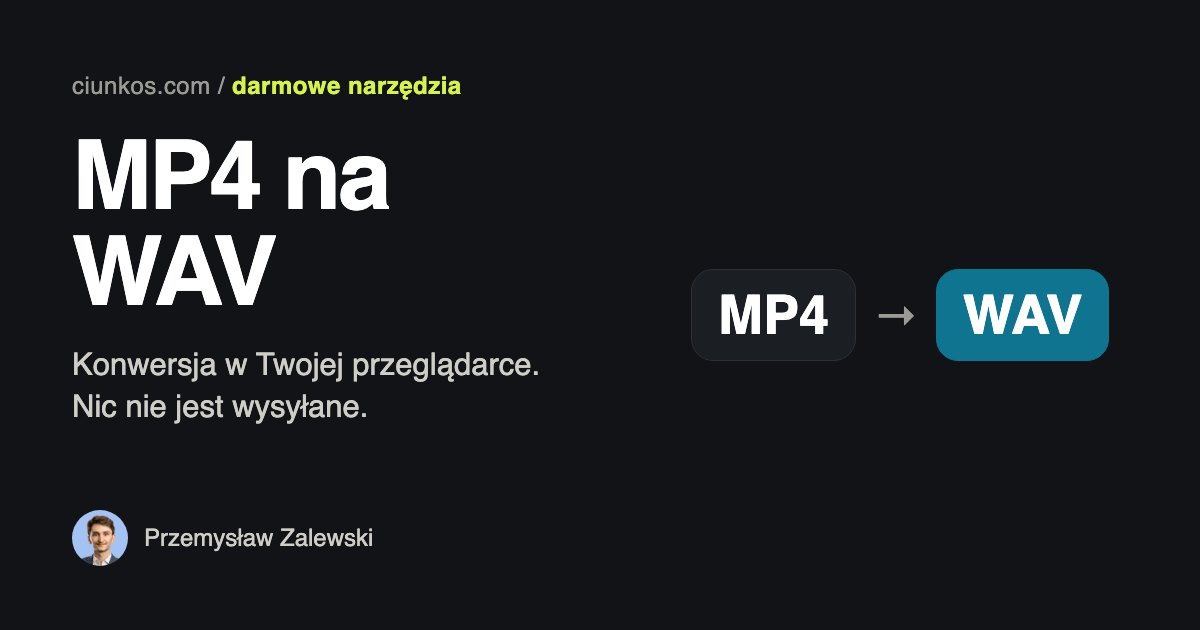 ciunkos.com / darmowe narzędzia
MP4 na
WAV
Konwersja w Twojej przeglądarce.
Nic nie jest wysyłane.
MP4 → WAV
Przemysław Zalewski